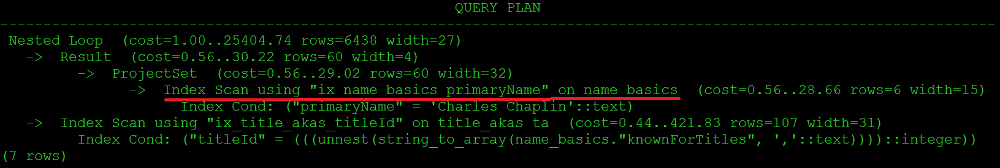 QUERY PLAN
-----------------------------------------------------------------------------------------------------------------------
Nested Loop  (cost=1.00..25404.74 rows=6438 width=27)
  ->  Result  (cost=0.56..30.22 rows=60 width=4)
        ->  ProjectSet  (cost=0.56..29.02 rows=60 width=32)
              ->  Index Scan using "ix_name_basics_primaryName" on name_basics  (cost=0.56..28.66 rows=6 width=15)
                    Index Cond: ("primaryName" = 'Charles Chaplin'::text)
  ->  Index Scan using "ix_title_akas_titleId" on title_akas ta  (cost=0.44..421.83 rows=107 width=31)
        Index Cond: ("titleId" = (((unnest(string_to_array(name_basics."knownForTitles", ','::text))))::integer))
(7 rows)